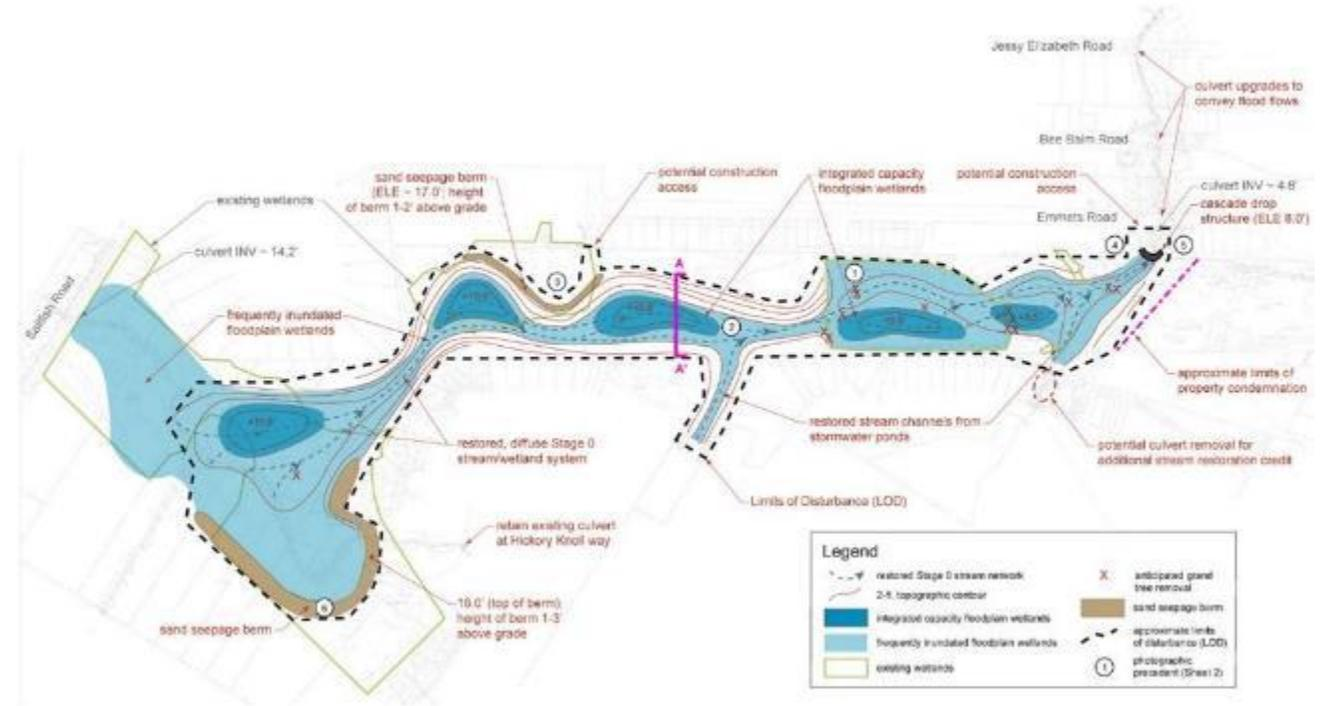 Jessy Elizabeth Road
culvert upgrades to
convey flood flows
Bee Balm Road
sand seepage berm
(ELE ~ 17.0') height
of berm 1-2' above grade
potential construction
access
integrated capacity
floodplain wetlands
potential construction
access
culvert INV ~ 4.8'
cascade drop
structure (ELE 8.0')
Emmets Road
existing wetlands
culvert INV ~ 14.2'
Road
frequently inundated
floodplain wetlands
A
A'
1
2
3
4
5
6
approximate limits of
property condemnation
restored, diffuse Stage 0
stream/wetland system
restored stream channels from
stormwater ponds
potential culvert removal for
additional stream restoration credit
Limits of Disturbance (LOD)
retain existing culvert
at Hickory Knoll way
(top of berm)
height of berm 1-3'
above grade
sand seepage berm
Legend
restored Stage 0 stream network
2-ft. topographic contour
integrated capacity floodplain wetlands
frequently inundated floodplain wetlands
existing wetlands
X
anticipated grand
tree removal
sand seepage berm
approximate limits
of disturbance (LOD)
1
photographic
precedent (Sheet 2)